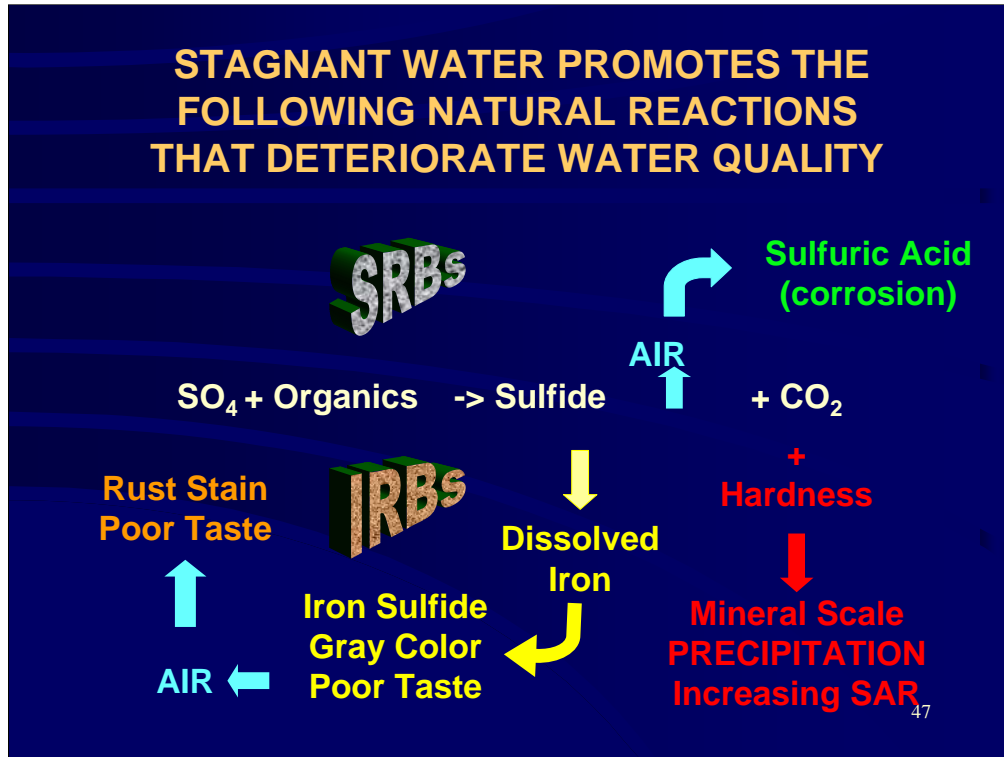 STAGNANT WATER PROMOTES THE
FOLLOWING NATURAL REACTIONS
THAT DETERIORATE WATER QUALITY
SRBs
Sulfuric Acid
(corrosion)
AIR
SO₄ + Organics -> Sulfide + CO₂
IRBs
+
Hardness
Rust Stain
Poor Taste
Dissolved
Iron
Iron Sulfide
Gray Color
Poor Taste
AIR
Mineral Scale
PRECIPITATION
Increasing SAR
47